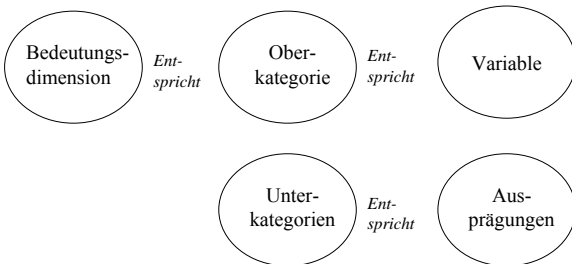 Bedeutungs-
dimension
Ent-
spricht
Ober-
kategorie
Ent-
spricht
Variable
Unter-
kategorien
Ent-
spricht
Aus-
prägungen